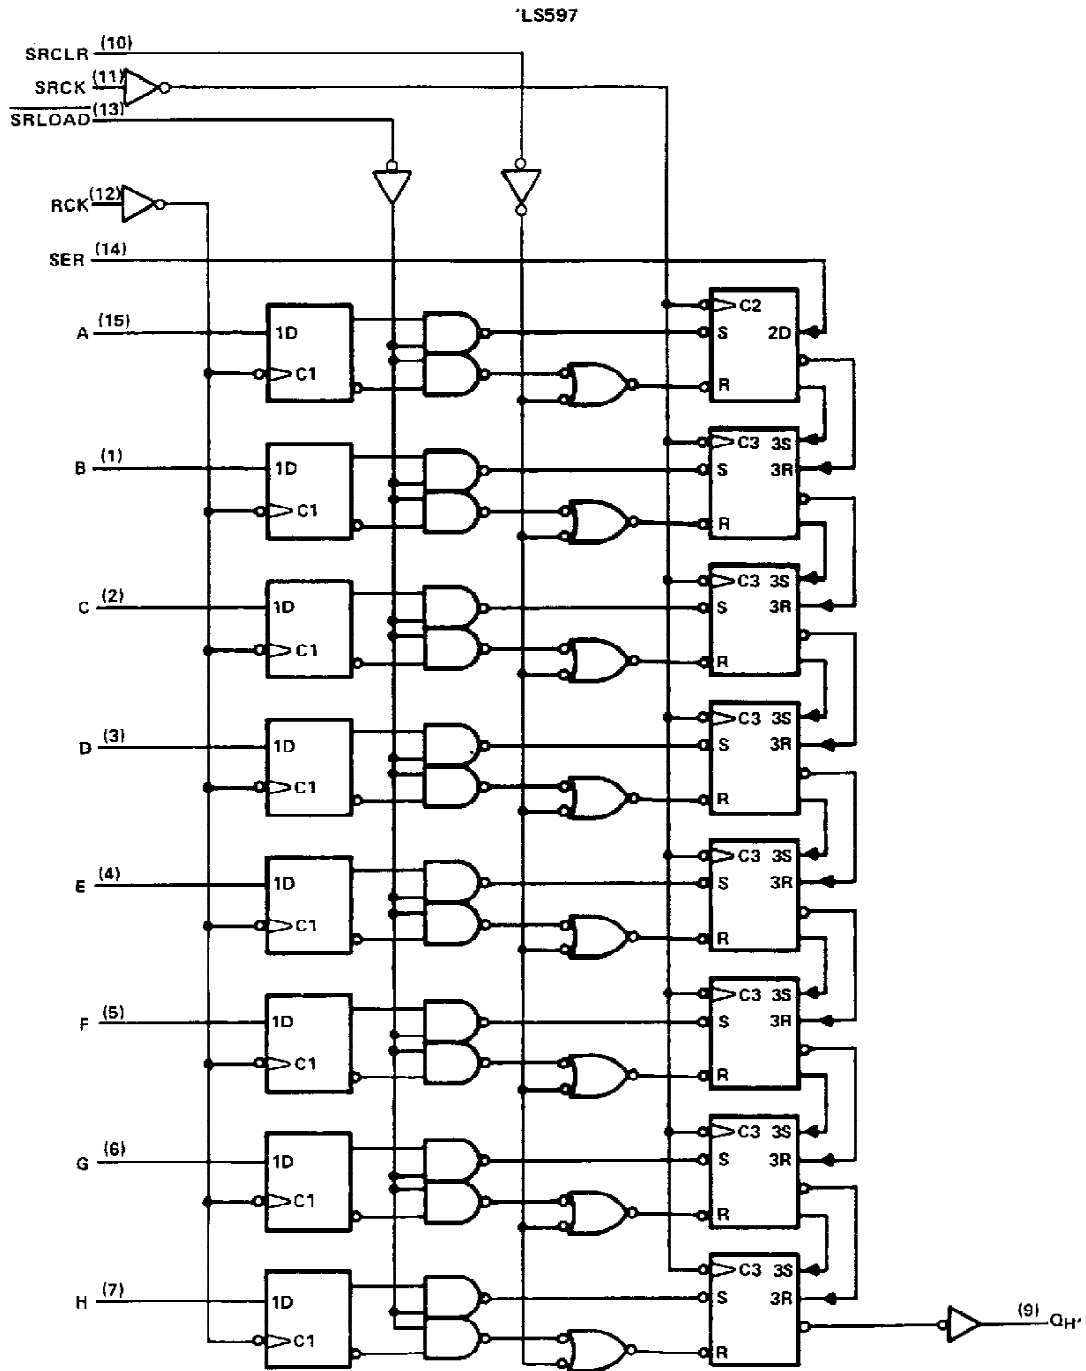 'LS597
SRCLR (10)
SRCK (11)
SRLOAD (13)
RCK (12)
SER (14)
C2
A (15) 1D S 2D
C1 R
C3 3S
B (1) 1D S 3R
C1 R
C3 3S
C (2) 1D S 3R
C1 R
C3 3S
D (3) 1D S 3R
C1 R
C3 3S
E (4) 1D S 3R
C1 R
C3 3S
F (5) 1D S 3R
C1 R
C3 3S
G (6) 1D S 3R
C1 R
C3 3S
H (7) 1D S 3R
(9) QH'
C1 R